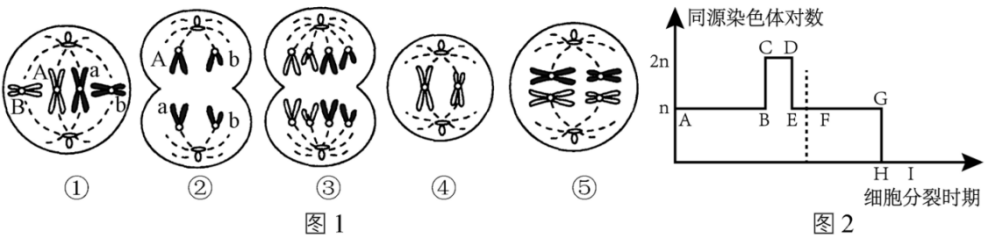 A a
B b
①
A b
a b
②
③
④
⑤
图1
同源染色体对数
2n
n
C D
A B E F G
H I
细胞分裂时期
图2